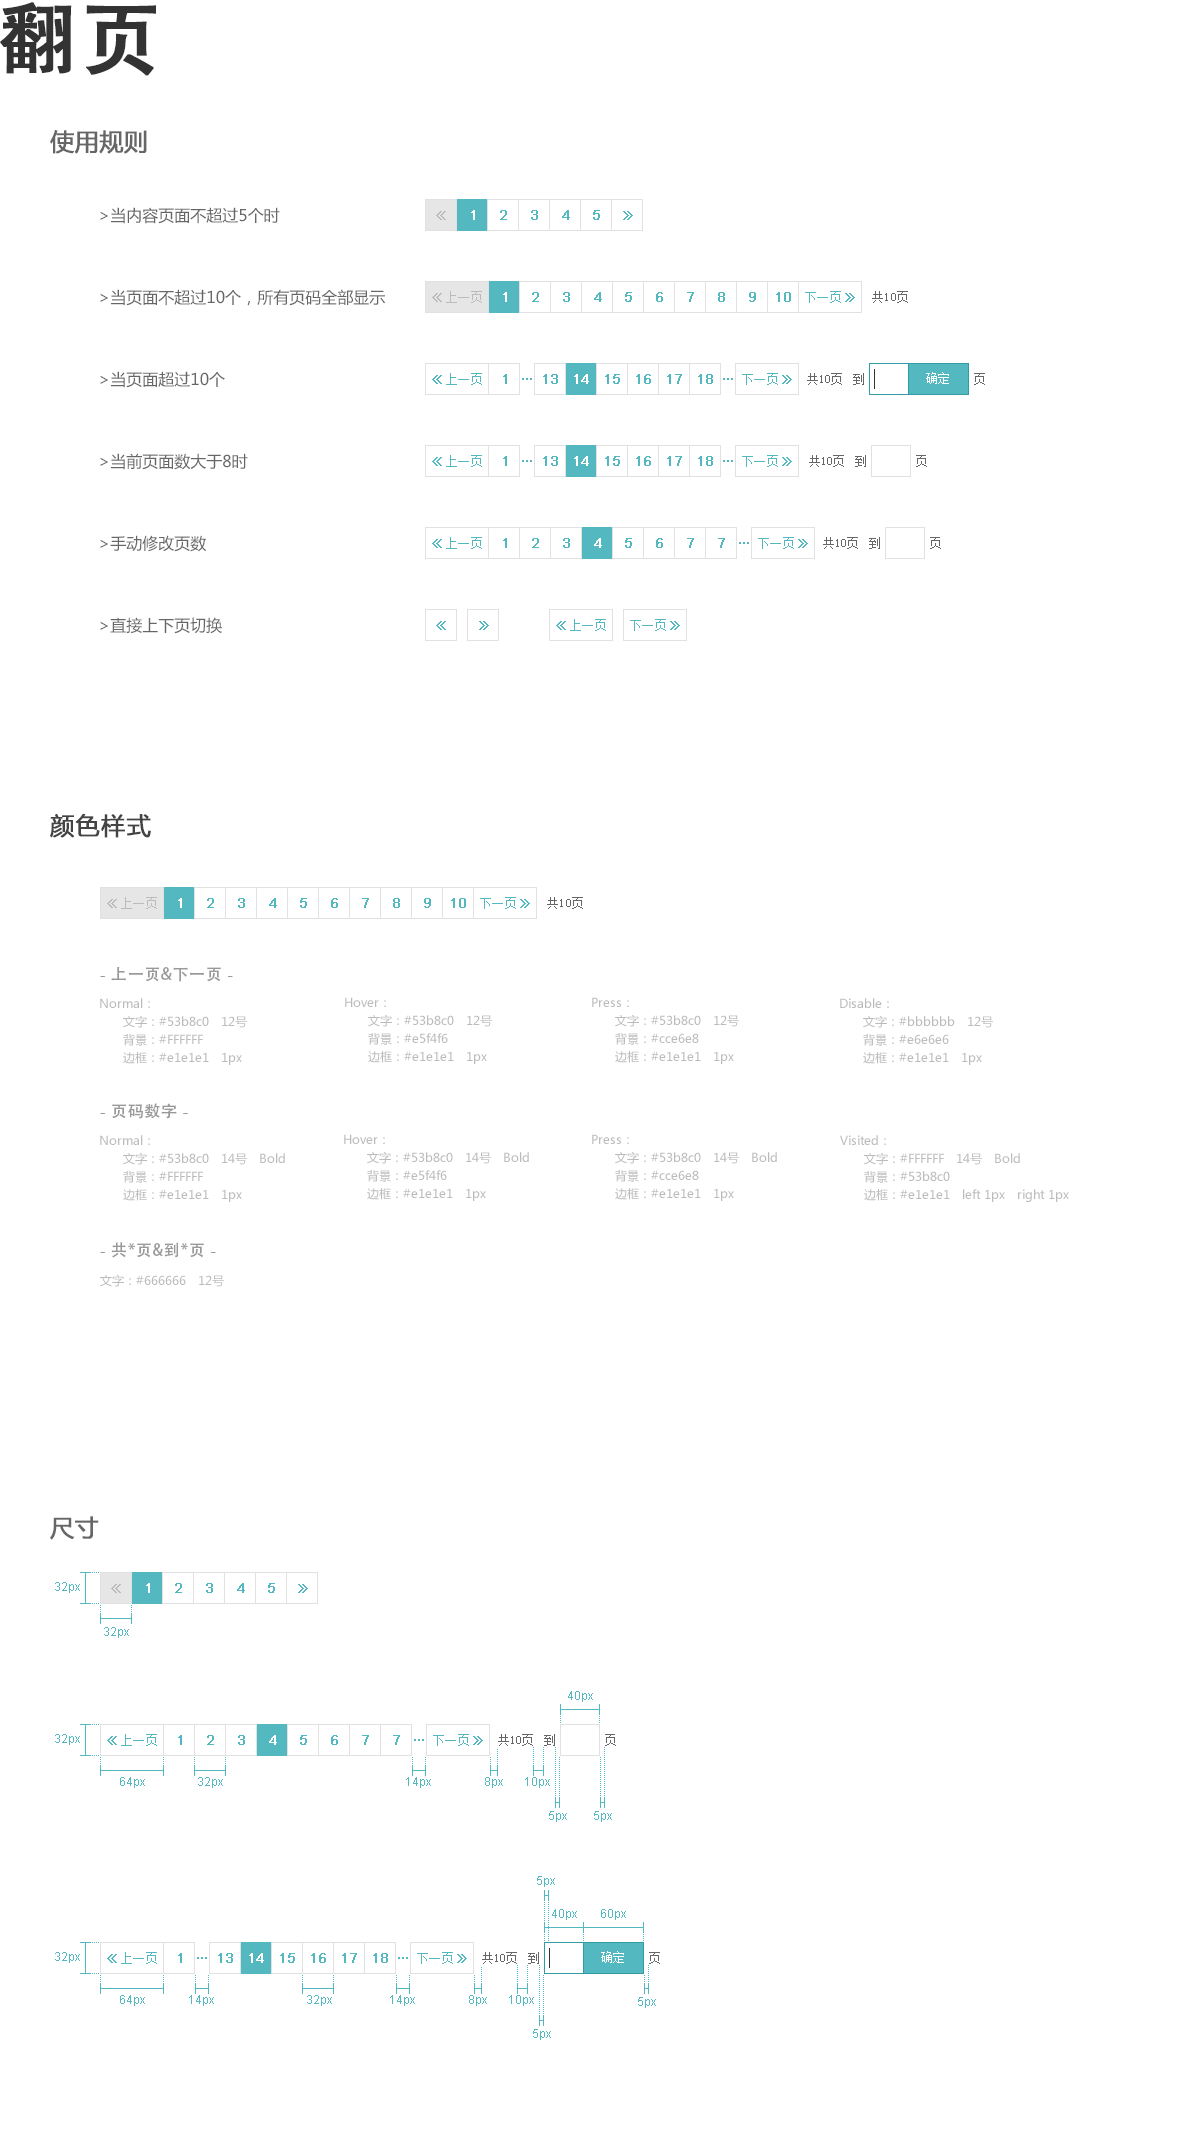 翻页
使用规则
>当内容页面不超过5个时 « 1 2 3 4 5 »
>当页面不超过10个，所有页码全部显示 «上一页 1 2 3 4 5 6 7 8 9 10 下一页» 共10页
>当页面超过10个 «上一页 1 ··· 13 14 15 16 17 18 ··· 下一页» 共10页 到 确定 页
>当前页面数大于8时 «上一页 1 ··· 13 14 15 16 17 18 ··· 下一页» 共10页 到 页
>手动修改页数 «上一页 1 2 3 4 5 6 7 7 ··· 下一页» 共10页 到 页
>直接上下页切换 « » «上一页 下一页»
颜色样式
«上一页 1 2 3 4 5 6 7 8 9 10 下一页» 共10页
- 上一页&下一页 -
Normal： Hover： Press： Disable：
文字：#53b8c0 12号 文字：#53b8c0 12号 文字：#53b8c0 12号 文字：#bbbbbb 12号
背景：#FFFFFF 背景：#e5f4f6 背景：#cce6e8 背景：#e6e6e6
边框：#e1e1e1 1px 边框：#e1e1e1 1px 边框：#e1e1e1 1px 边框：#e1e1e1 1px
- 页码数字 -
Normal： Hover： Press： Visited：
文字：#53b8c0 14号 Bold 文字：#53b8c0 14号 Bold 文字：#53b8c0 14号 Bold 文字：#FFFFFF 14号 Bold
背景：#FFFFFF 背景：#e5f4f6 背景：#cce6e8 背景：#53b8c0
边框：#e1e1e1 1px 边框：#e1e1e1 1px 边框：#e1e1e1 1px 边框：#e1e1e1 left 1px right 1px
- 共*页&到*页 -
文字：#666666 12号
尺寸
32px « 1 2 3 4 5 »
32px
40px
32px «上一页 1 2 3 4 5 6 7 7 ··· 下一页» 共10页 到 页
64px 32px 14px 8px 10px
5px 5px
5px
40px 60px
32px «上一页 1 ··· 13 14 15 16 17 18 ··· 下一页» 共10页 到 确定 页
64px 14px 32px 14px 8px 10px 5px
5px